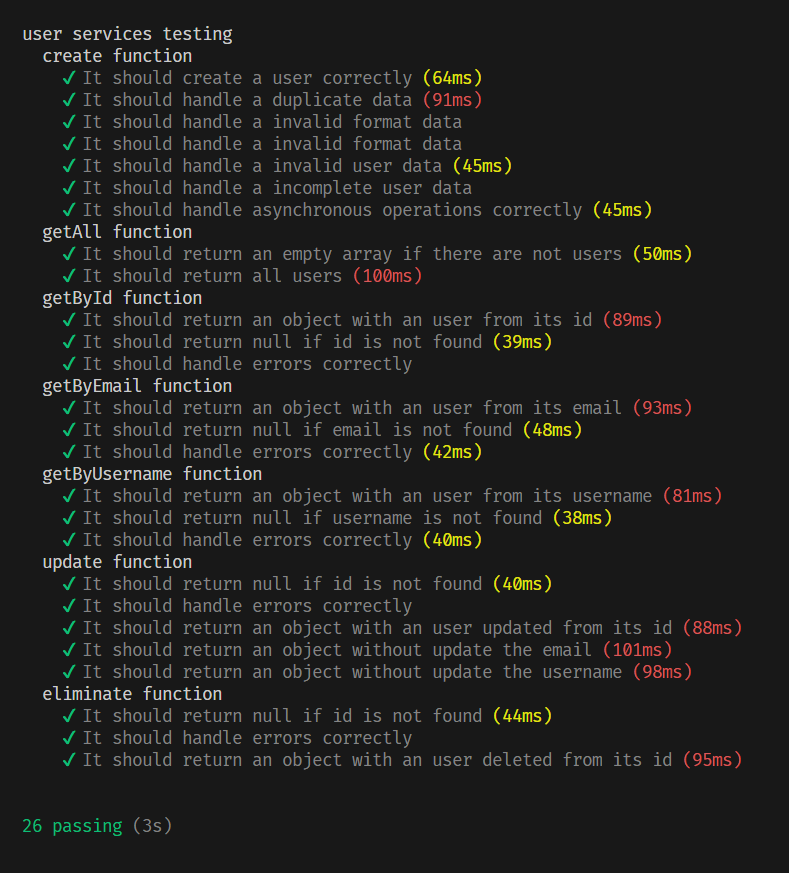 user services testing
create function
✓ It should create a user correctly (64ms)
✓ It should handle a duplicate data (91ms)
✓ It should handle a invalid format data
✓ It should handle a invalid format data
✓ It should handle a invalid user data (45ms)
✓ It should handle a incomplete user data
✓ It should handle asynchronous operations correctly (45ms)
getAll function
✓ It should return an empty array if there are not users (50ms)
✓ It should return all users (100ms)
getById function
✓ It should return an object with an user from its id (89ms)
✓ It should return null if id is not found (39ms)
✓ It should handle errors correctly
getByEmail function
✓ It should return an object with an user from its email (93ms)
✓ It should return null if email is not found (48ms)
✓ It should handle errors correctly (42ms)
getByUsername function
✓ It should return an object with an user from its username (81ms)
✓ It should return null if username is not found (38ms)
✓ It should handle errors correctly (40ms)
update function
✓ It should return null if id is not found (40ms)
✓ It should handle errors correctly
✓ It should return an object with an user updated from its id (88ms)
✓ It should return an object without update the email (101ms)
✓ It should return an object without update the username (98ms)
eliminate function
✓ It should return null if id is not found (44ms)
✓ It should handle errors correctly
✓ It should return an object with an user deleted from its id (95ms)
26 passing (3s)